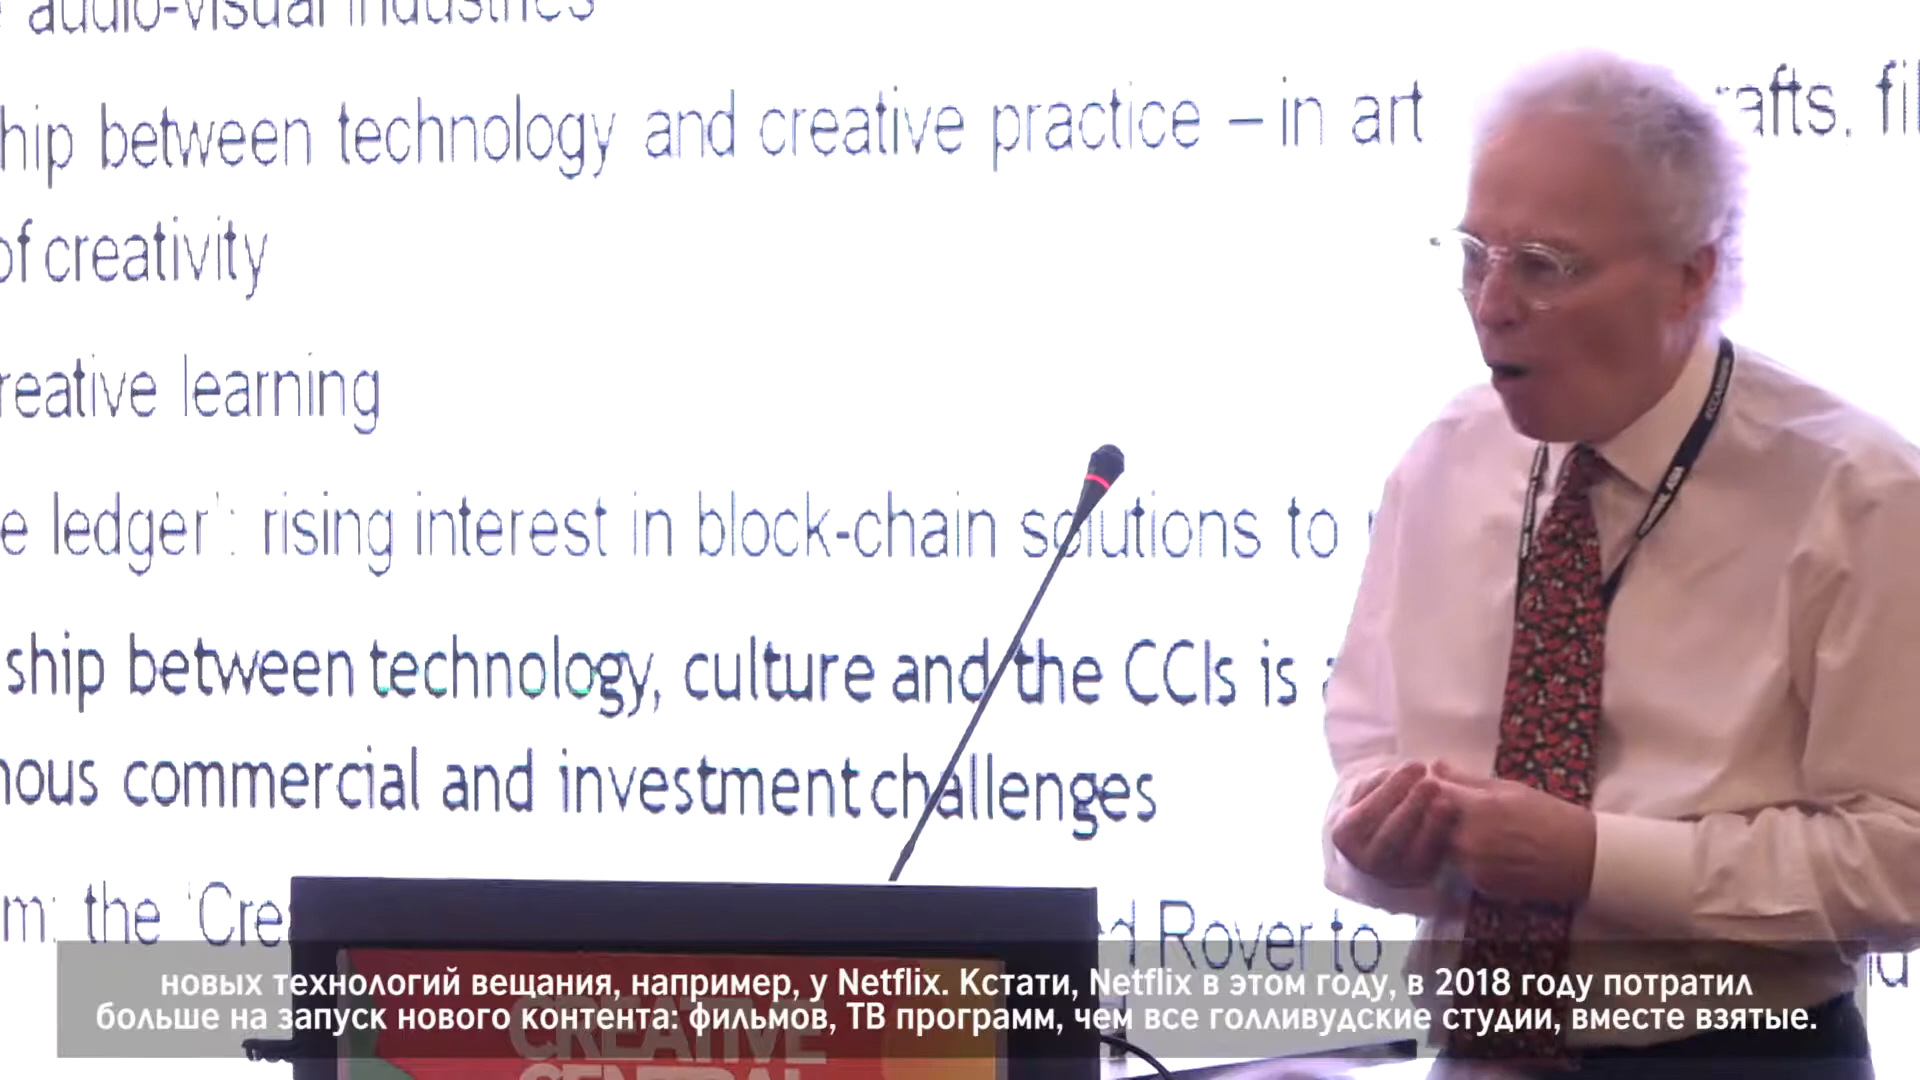 audio-visual industries
hip between technology and creative practice – in art afts, fil
of creativity
reative learning
e ledger': rising interest in block-chain solutions to
ship between technology, culture and the CCIs is a
nous commercial and investment challenges
m: the 'Crea d Rover to
новых технологий вещания, например, у Netflix. Кстати, Netflix в этом году, в 2018 году потратил
больше на запуск нового контента: фильмов, ТВ программ, чем все голливудские студии, вместе взятые.
CREATIVE
CENTRAL